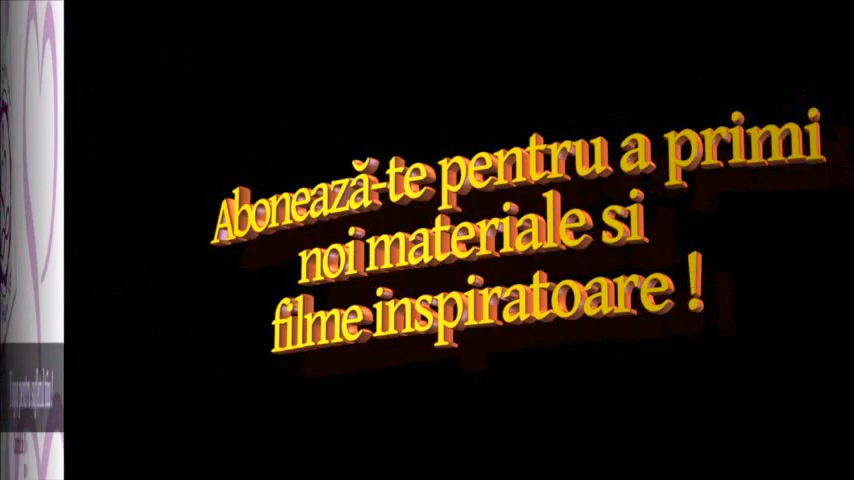 Abonează-te pentru a primi
noi materiale si
filme inspiratoare !